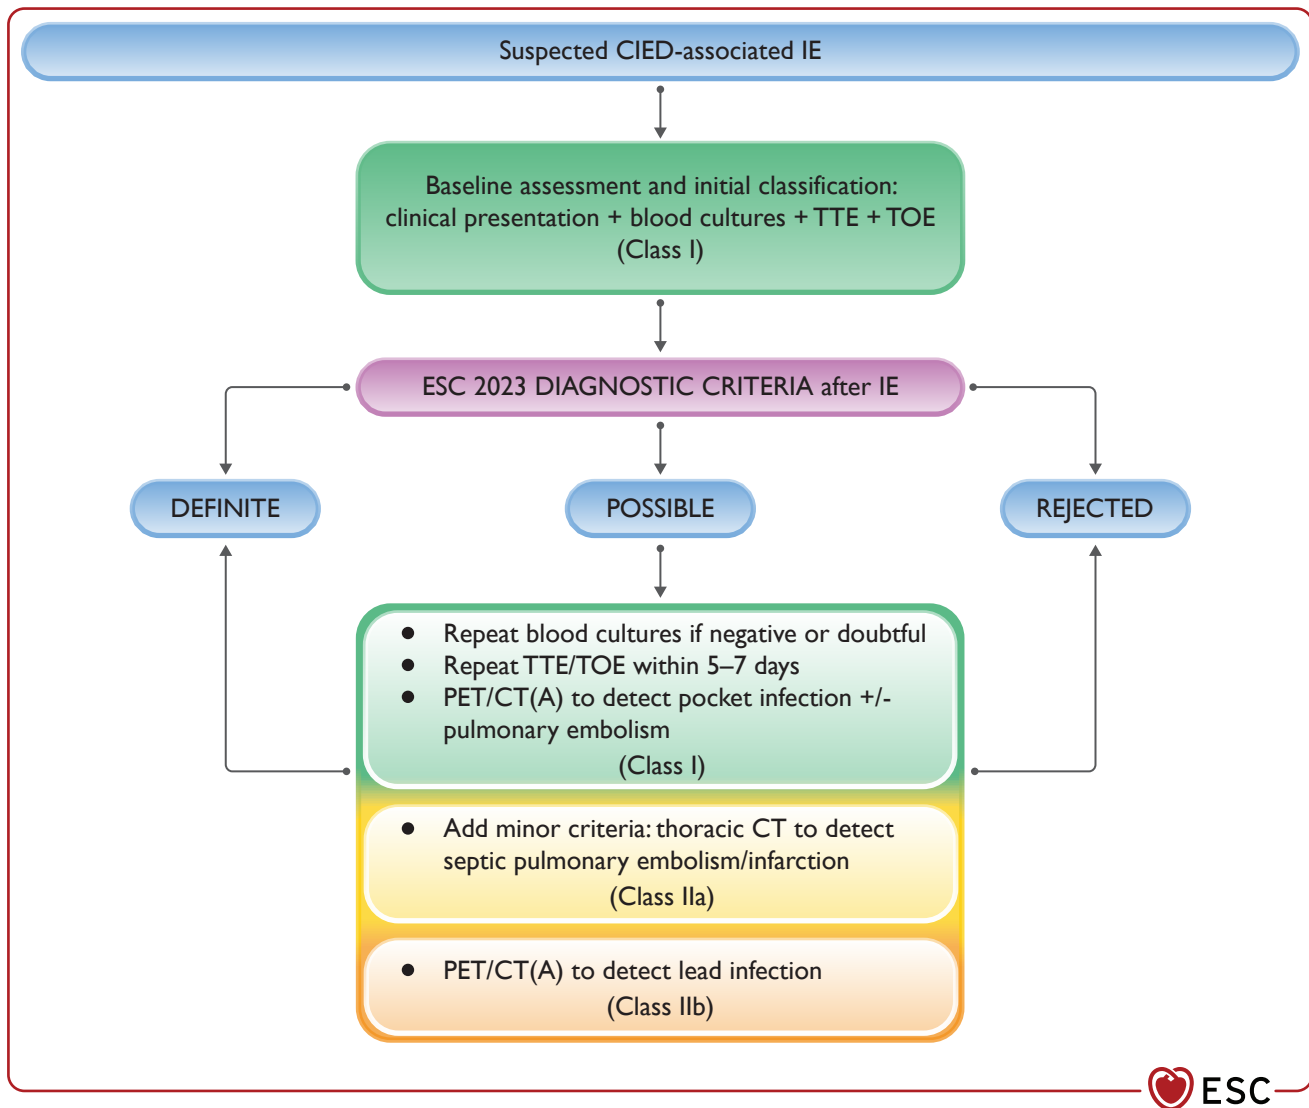 Suspected CIED-associated IE
Baseline assessment and initial classification:
clinical presentation + blood cultures + TTE + TOE
(Class I)
ESC 2023 DIAGNOSTIC CRITERIA after IE
DEFINITE
POSSIBLE
REJECTED
● Repeat blood cultures if negative or doubtful
● Repeat TTE/TOE within 5–7 days
● PET/CT(A) to detect pocket infection +/-
pulmonary embolism
(Class I)
● Add minor criteria: thoracic CT to detect
septic pulmonary embolism/infarction
(Class IIa)
● PET/CT(A) to detect lead infection
(Class IIb)
ESC